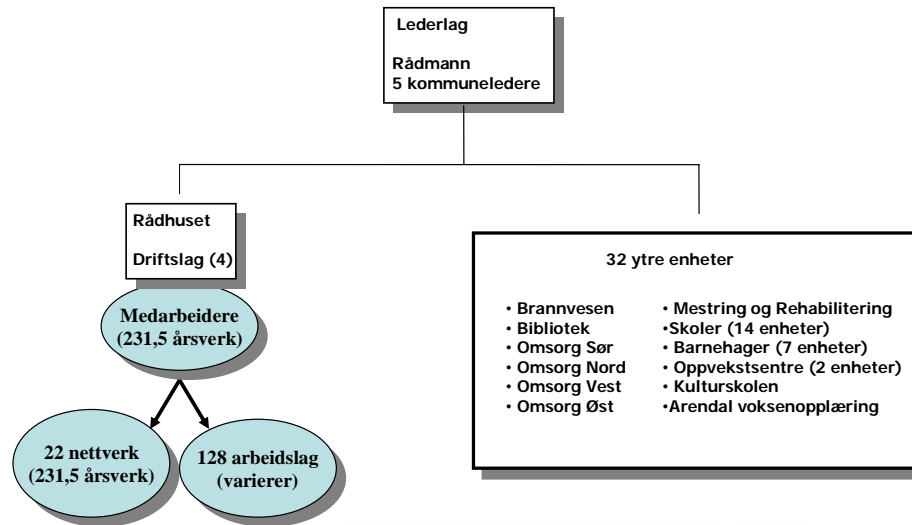 Lederlag
Rådmann
5 kommuneledere
Rådhuset
Driftslag (4)
Medarbeidere
(231,5 årsverk)
22 nettverk
(231,5 årsverk)
128 arbeidslag
(varierer)
32 ytre enheter
• Brannvesen
• Bibliotek
• Omsorg Sør
• Omsorg Nord
• Omsorg Vest
• Omsorg Øst
• Mestring og Rehabilitering
•Skoler (14 enheter)
• Barnehager (7 enheter)
• Oppvekstsentre (2 enheter)
• Kulturskolen
•Arendal voksenopplæring